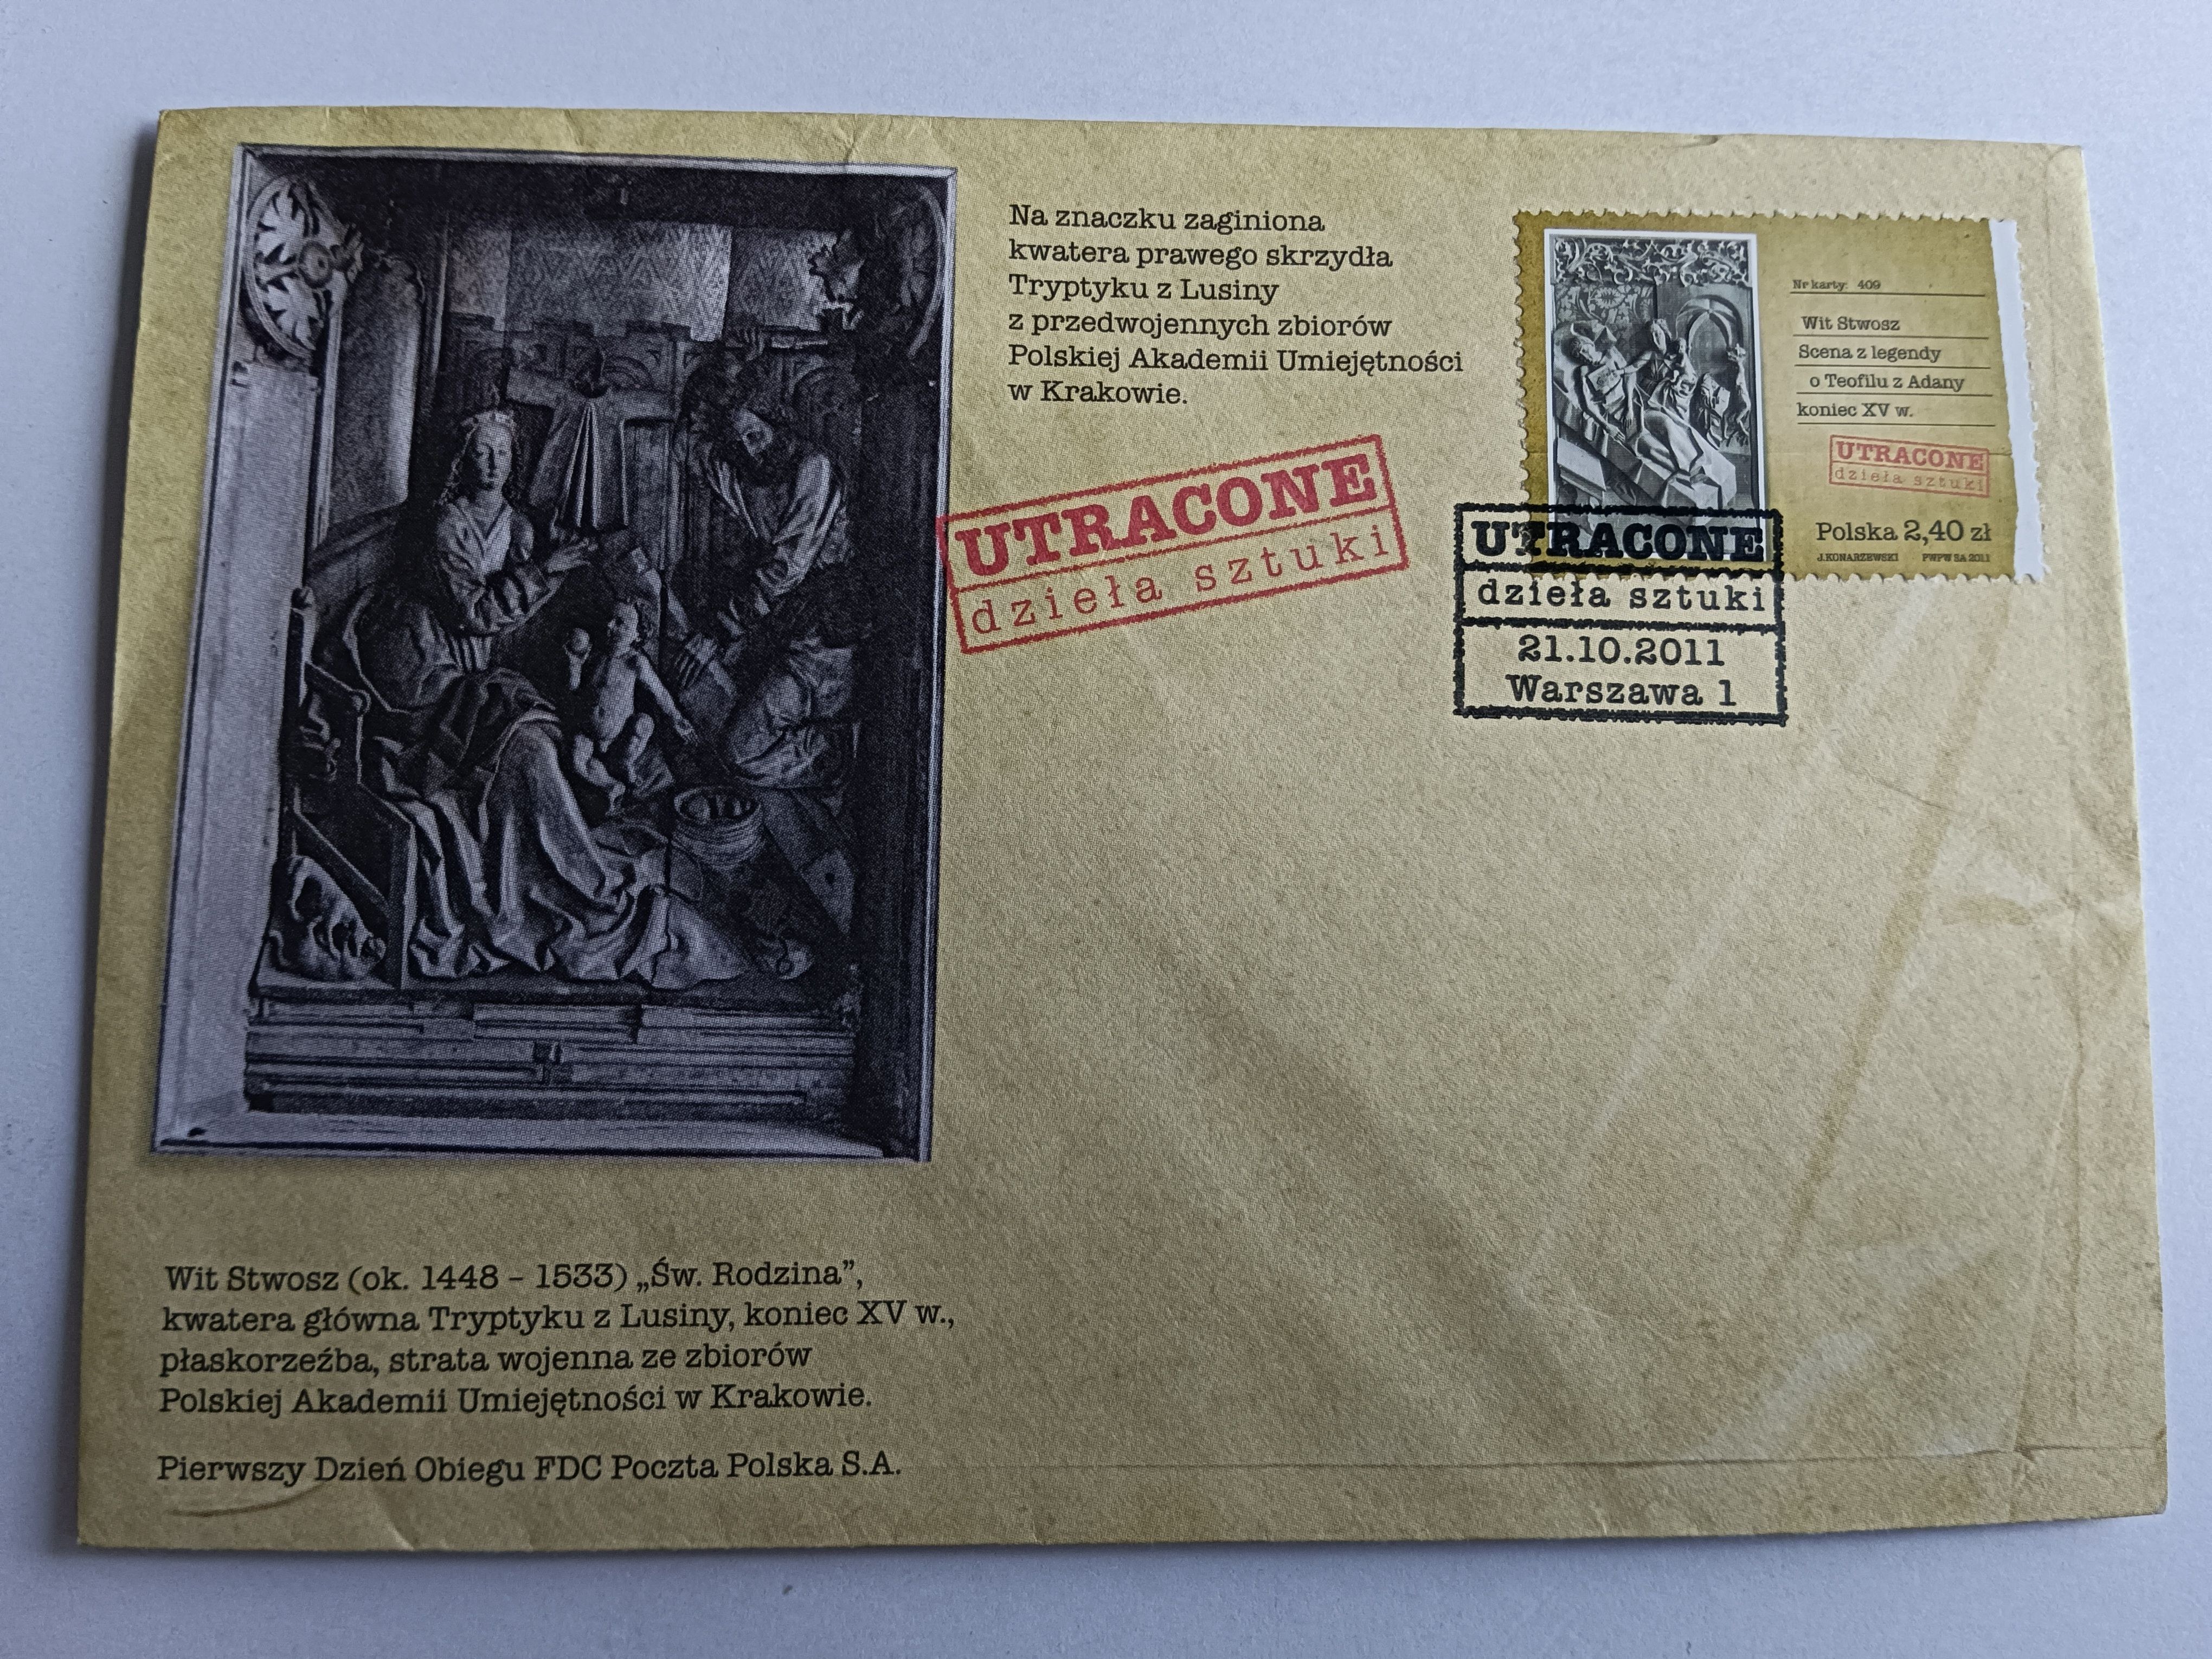 Na znaczku zaginiona
kwatera prawego skrzydła
Tryptyku z Lusiny
z przedwojennych zbiorów
Polskiej Akademii Umiejętności
w Krakowie.
UTRACONE
dzieła sztuki
Nr karty: 409
Wit Stwosz
Scena z legendy
o Teofilu z Adany
koniec XV w.
UTRACONE
dzieła sztuki
Polska 2,40 zł
J.KONARZEWSKI PWPW SA 2011
UTRACONE
dzieła sztuki
21.10.2011
Warszawa 1
Wit Stwosz (ok. 1448 – 1533) „Św. Rodzina”,
kwatera główna Tryptyku z Lusiny, koniec XV w.,
płaskorzeźba, strata wojenna ze zbiorów
Polskiej Akademii Umiejętności w Krakowie.
Pierwszy Dzień Obiegu FDC Poczta Polska S.A.